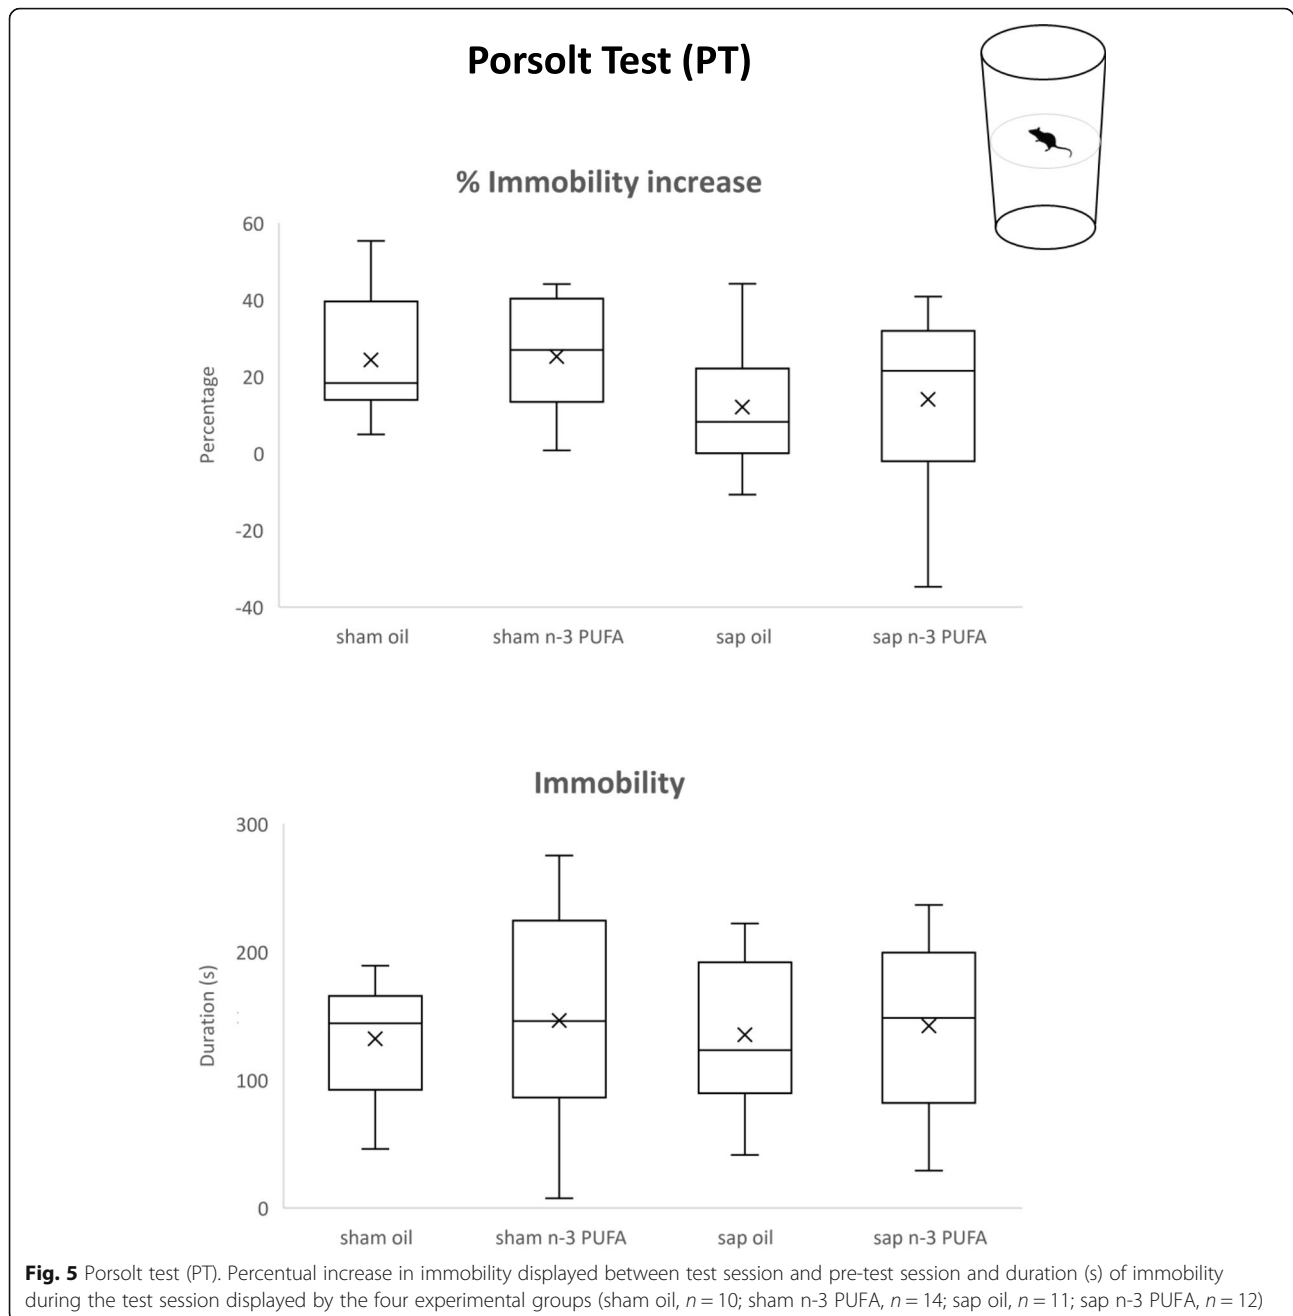 Porsolt Test (PT)
% Immobility increase
60
40
20
0
-20
-40
Percentage
sham oil sham n-3 PUFA sap oil sap n-3 PUFA
Immobility
300
200
100
0
Duration (s)
sham oil sham n-3 PUFA sap oil sap n-3 PUFA
Fig. 5 Porsolt test (PT). Percentual increase in immobility displayed between test session and pre-test session and duration (s) of immobility
during the test session displayed by the four experimental groups (sham oil, n = 10; sham n-3 PUFA, n = 14; sap oil, n = 11; sap n-3 PUFA, n = 12)